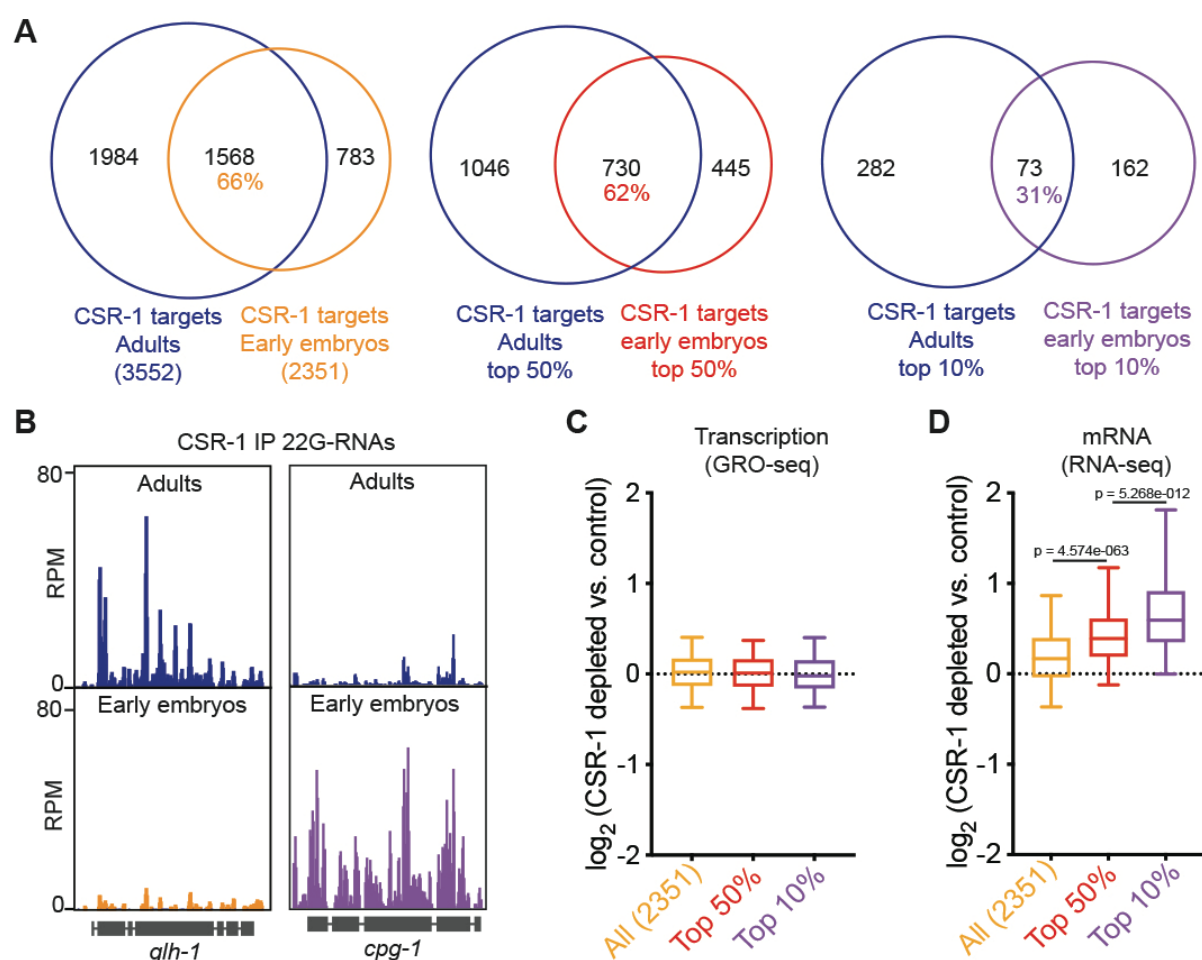 A
1984
1568
66%
783
CSR-1 targets
Adults
(3552)
CSR-1 targets
Early embryos
(2351)
1046
730
62%
445
CSR-1 targets
Adults
top 50%
CSR-1 targets
early embryos
top 50%
282
73
31%
162
CSR-1 targets
Adults
top 10%
CSR-1 targets
early embryos
top 10%
B
CSR-1 IP 22G-RNAs
80
RPM
0
Adults
Adults
80
RPM
0
Early embryos
Early embryos
glh-1
cpg-1
C
Transcription
(GRO-seq)
log2 (CSR-1 depleted vs. control)
2
1
0
-1
-2
All (2351)
Top 50%
Top 10%
D
mRNA
(RNA-seq)
log2 (CSR-1 depleted vs. control)
2
1
0
-1
-2
p = 5.268e-012
p = 4.574e-063
All (2351)
Top 50%
Top 10%